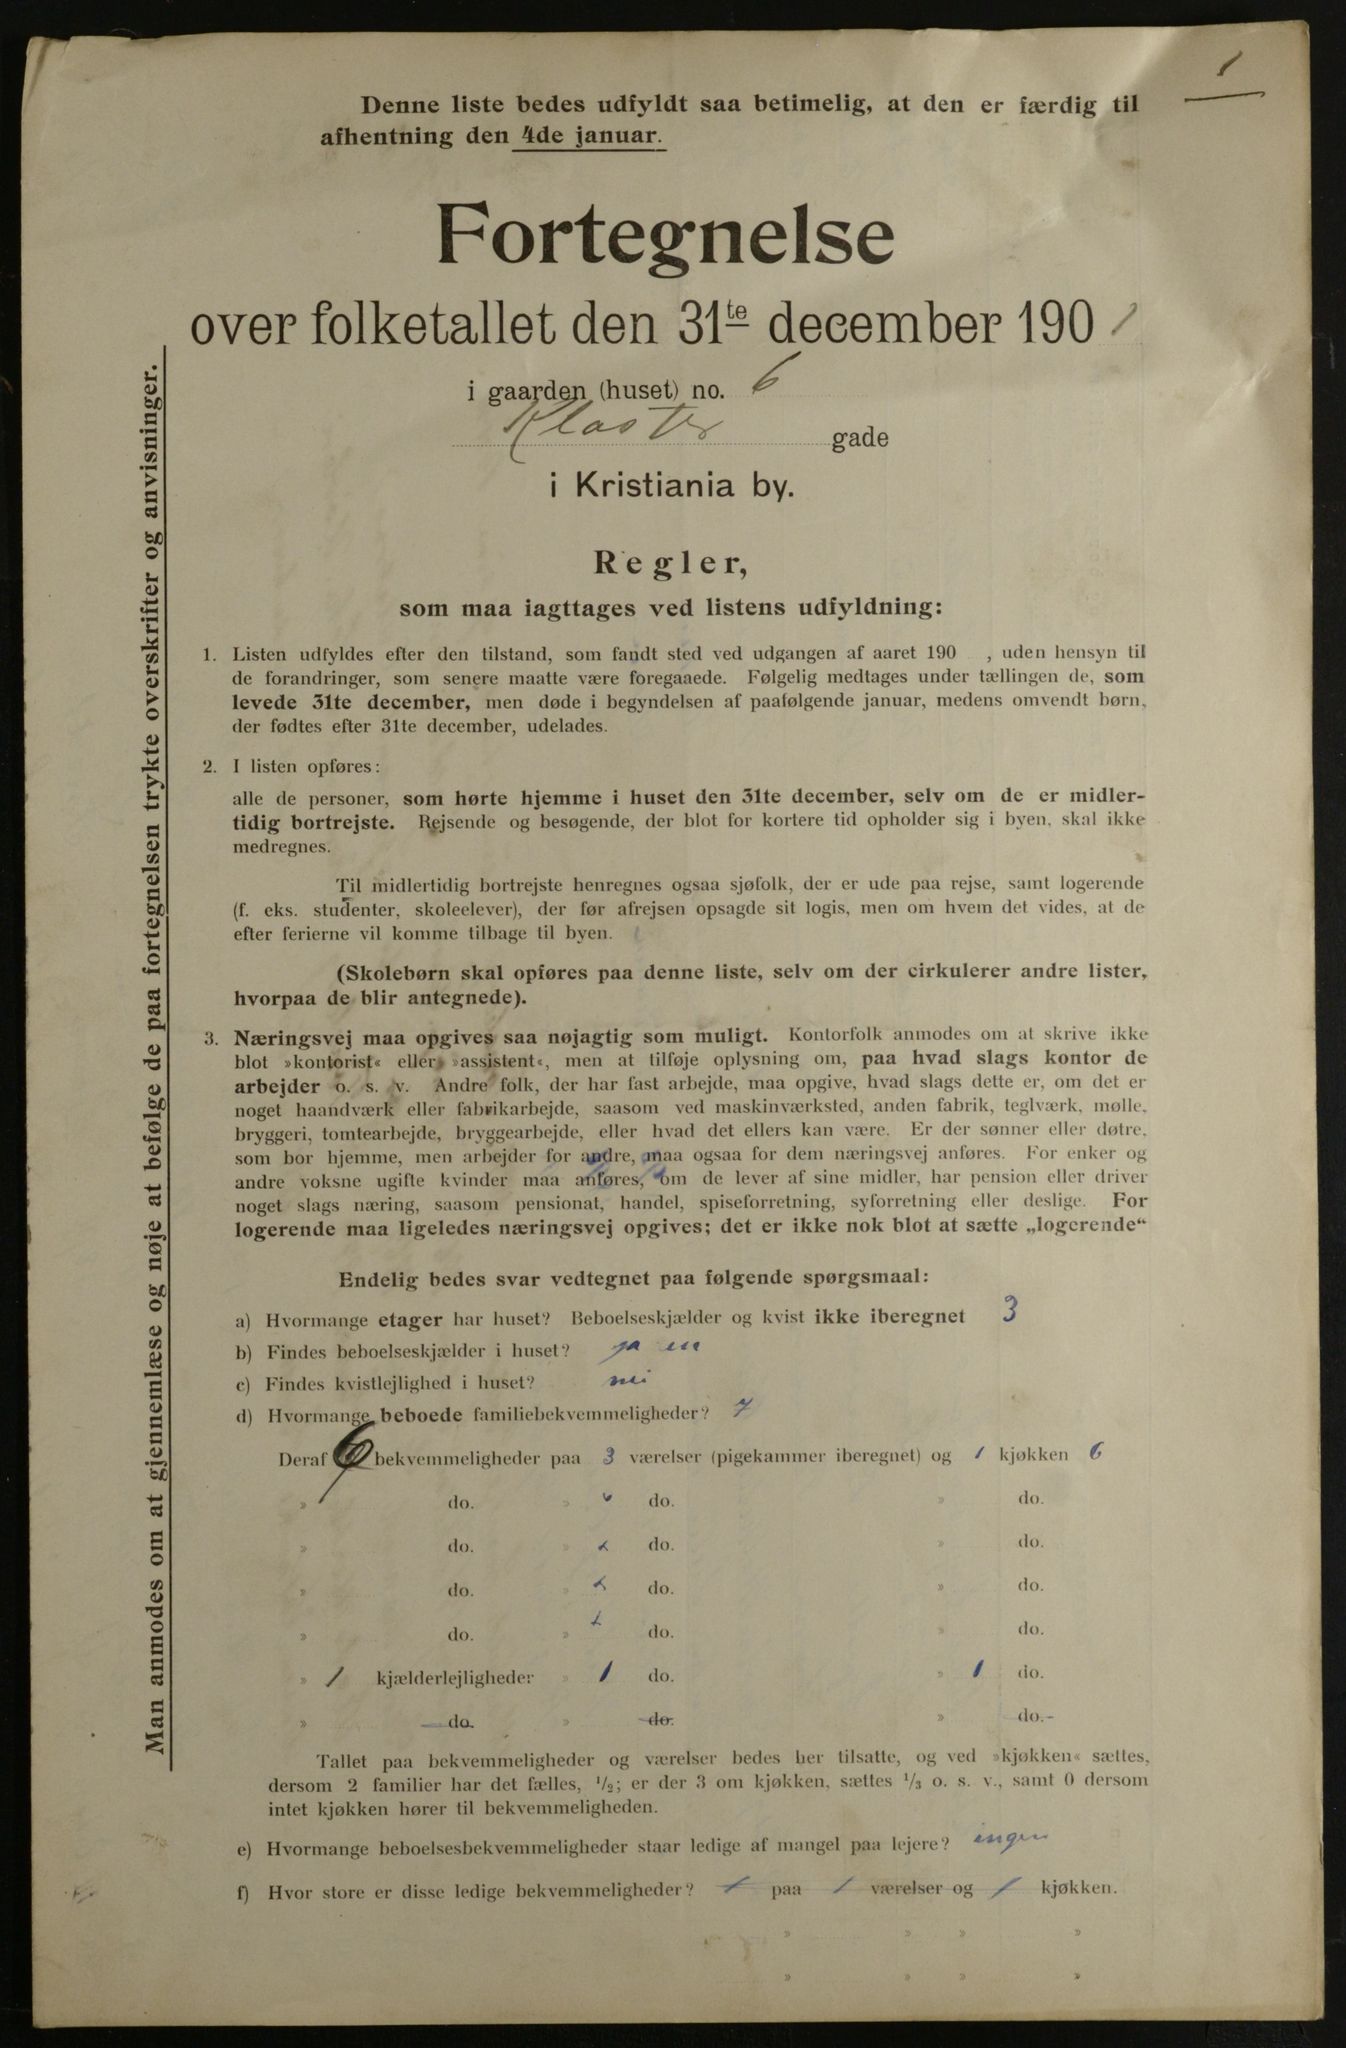 1
Denne liste bedes udfyldt saa betimelig, at den er færdig til
afhentning den 4de januar.
Fortegnelse
over folketallet den 31te december 1901
i gaarden (huset) no. 6
Kloster gade
i Kristiania by.
Regler,
som maa iagttages ved listens udfyldning:
1. Listen udfyldes efter den tilstand, som fandt sted ved udgangen af aaret 190 , uden hensyn til
de forandringer, som senere maatte være foregaaede. Følgelig medtages under tællingen de, som
levede 31te december, men døde i begyndelsen af paafølgende januar, medens omvendt børn,
der fødtes efter 31te december, udelades.
2. I listen opføres:
alle de personer, som hørte hjemme i huset den 31te december, selv om de er midler-
tidig bortrejste. Rejsende og besøgende, der blot for kortere tid opholder sig i byen, skal ikke
medregnes.
Til midlertidig bortrejste henregnes ogsaa sjøfolk, der er ude paa rejse, samt logerende
(f. eks. studenter, skoleelever), der før afrejsen opsagde sit logis, men om hvem det vides, at de
efter ferierne vil komme tilbage til byen.
(Skolebørn skal opføres paa denne liste, selv om der cirkulerer andre lister,
hvorpaa de blir antegnede).
3. Næringsvej maa opgives saa nøjagtig som muligt. Kontorfolk anmodes om at skrive ikke
blot »kontorist« eller »assistent«, men at tilføje oplysning om, paa hvad slags kontor de
arbejder o. s. v. Andre folk, der har fast arbejde, maa opgive, hvad slags dette er, om det er
noget haandværk eller fabrikarbejde, saasom ved maskinværksted, anden fabrik, teglværk, mølle,
bryggeri, tomtearbejde, bryggearbejde, eller hvad det ellers kan være. Er der sønner eller døtre,
som bor hjemme, men arbejder for andre, maa ogsaa for dem næringsvej anføres. For enker og
andre voksne ugifte kvinder maa anføres, om de lever af sine midler, har pension eller driver
noget slags næring, saasom pensionat, handel, spiseforretning, syforretning eller deslige. For
logerende maa ligeledes næringsvej opgives; det er ikke nok blot at sætte „logerende“
Endelig bedes svar vedtegnet paa følgende spørgsmaal:
a) Hvormange etager har huset? Beboelseskjælder og kvist ikke iberegnet 3
b) Findes beboelseskjælder i huset? ja en
c) Findes kvistlejlighed i huset? nei
d) Hvormange beboede familiebekvemmeligheder? 7
Deraf 6 bekvemmeligheder paa 3 værelser (pigekammer iberegnet) og 1 kjøkken 6
» do. » do. » do.
» do. » do. » do.
» do. » do. » do.
» do. » do. » do.
» 1 kjælderlejligheder » 1 do. » 1 do.
» do. » do. » do.
Tallet paa bekvemmeligheder og værelser bedes her tilsatte, og ved »kjøkken« sættes,
dersom 2 familier har det fælles, 1/2; er der 3 om kjøkken, sættes 1/3 o. s. v., samt 0 dersom
intet kjøkken hører til bekvemmeligheden.
e) Hvormange beboelsesbekvemmeligheder staar ledige af mangel paa lejere? ingen
f) Hvor store er disse ledige bekvemmeligheder? 1 paa 1 værelser og 1 kjøkken.
» » » »
» » » »
Man anmodes om at gjennemlæse og nøje at befølge de paa fortegnelsen trykte overskrifter og anvisninger.